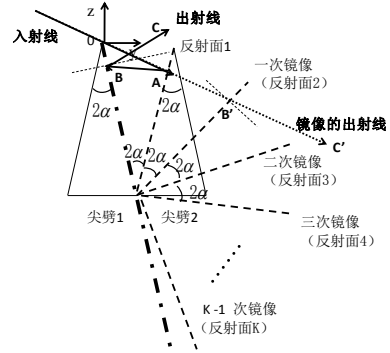 z
C
出射线
入射线
0
反射面1
B
A
一次镜像
(反射面2)
2α
2α
B'
镜像的出射线
C'
2α
2α
2α
二次镜像
(反射面3)
2α
尖劈1
尖劈2
三次镜像
(反射面4)
K-1 次镜像
(反射面K)